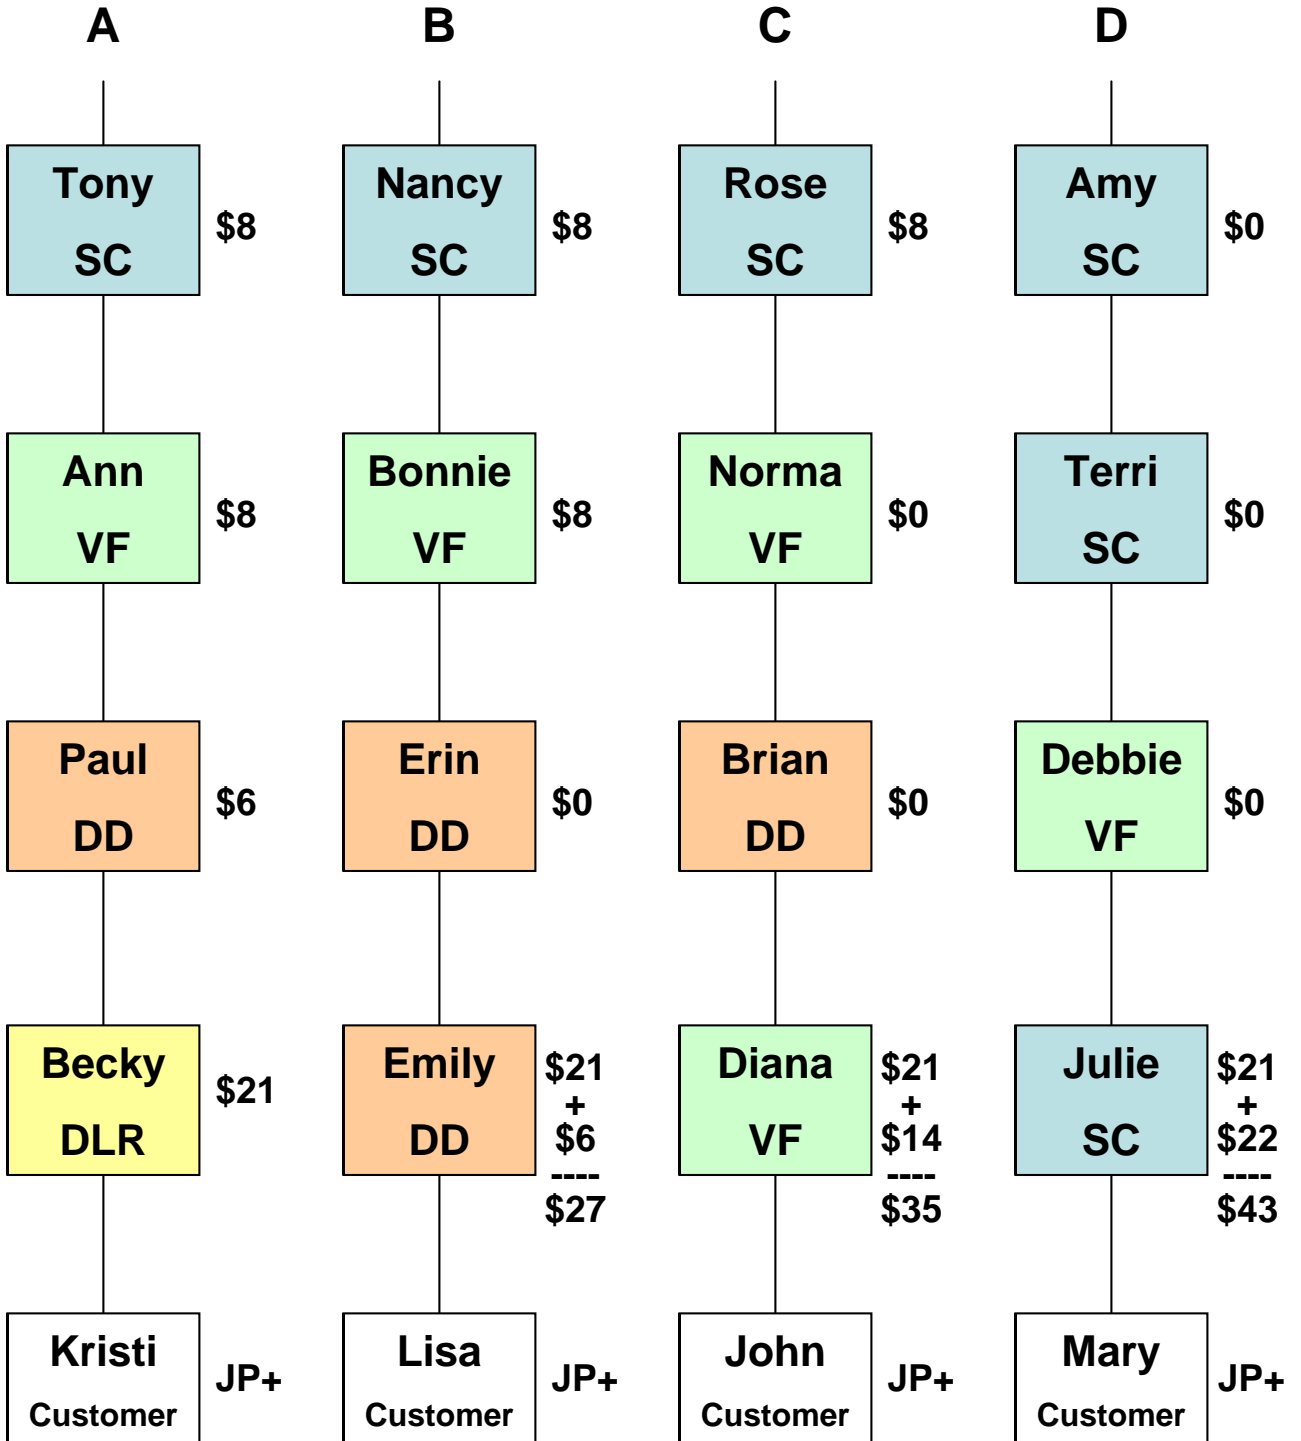 A B C D
Tony Nancy Rose Amy
$8 $8 $8 $0
SC SC SC SC
Ann Bonnie Norma Terri
$8 $8 $0 $0
VF VF VF SC
Paul Erin Brian Debbie
$6 $0 $0 $0
DD DD DD VF
Becky Emily $21 Diana $21 Julie $21
$21 + + +
DLR DD $6 VF $14 SC $22
---- ---- ----
$27 $35 $43
Kristi Lisa John Mary
JP+ JP+ JP+ JP+
Customer Customer Customer Customer